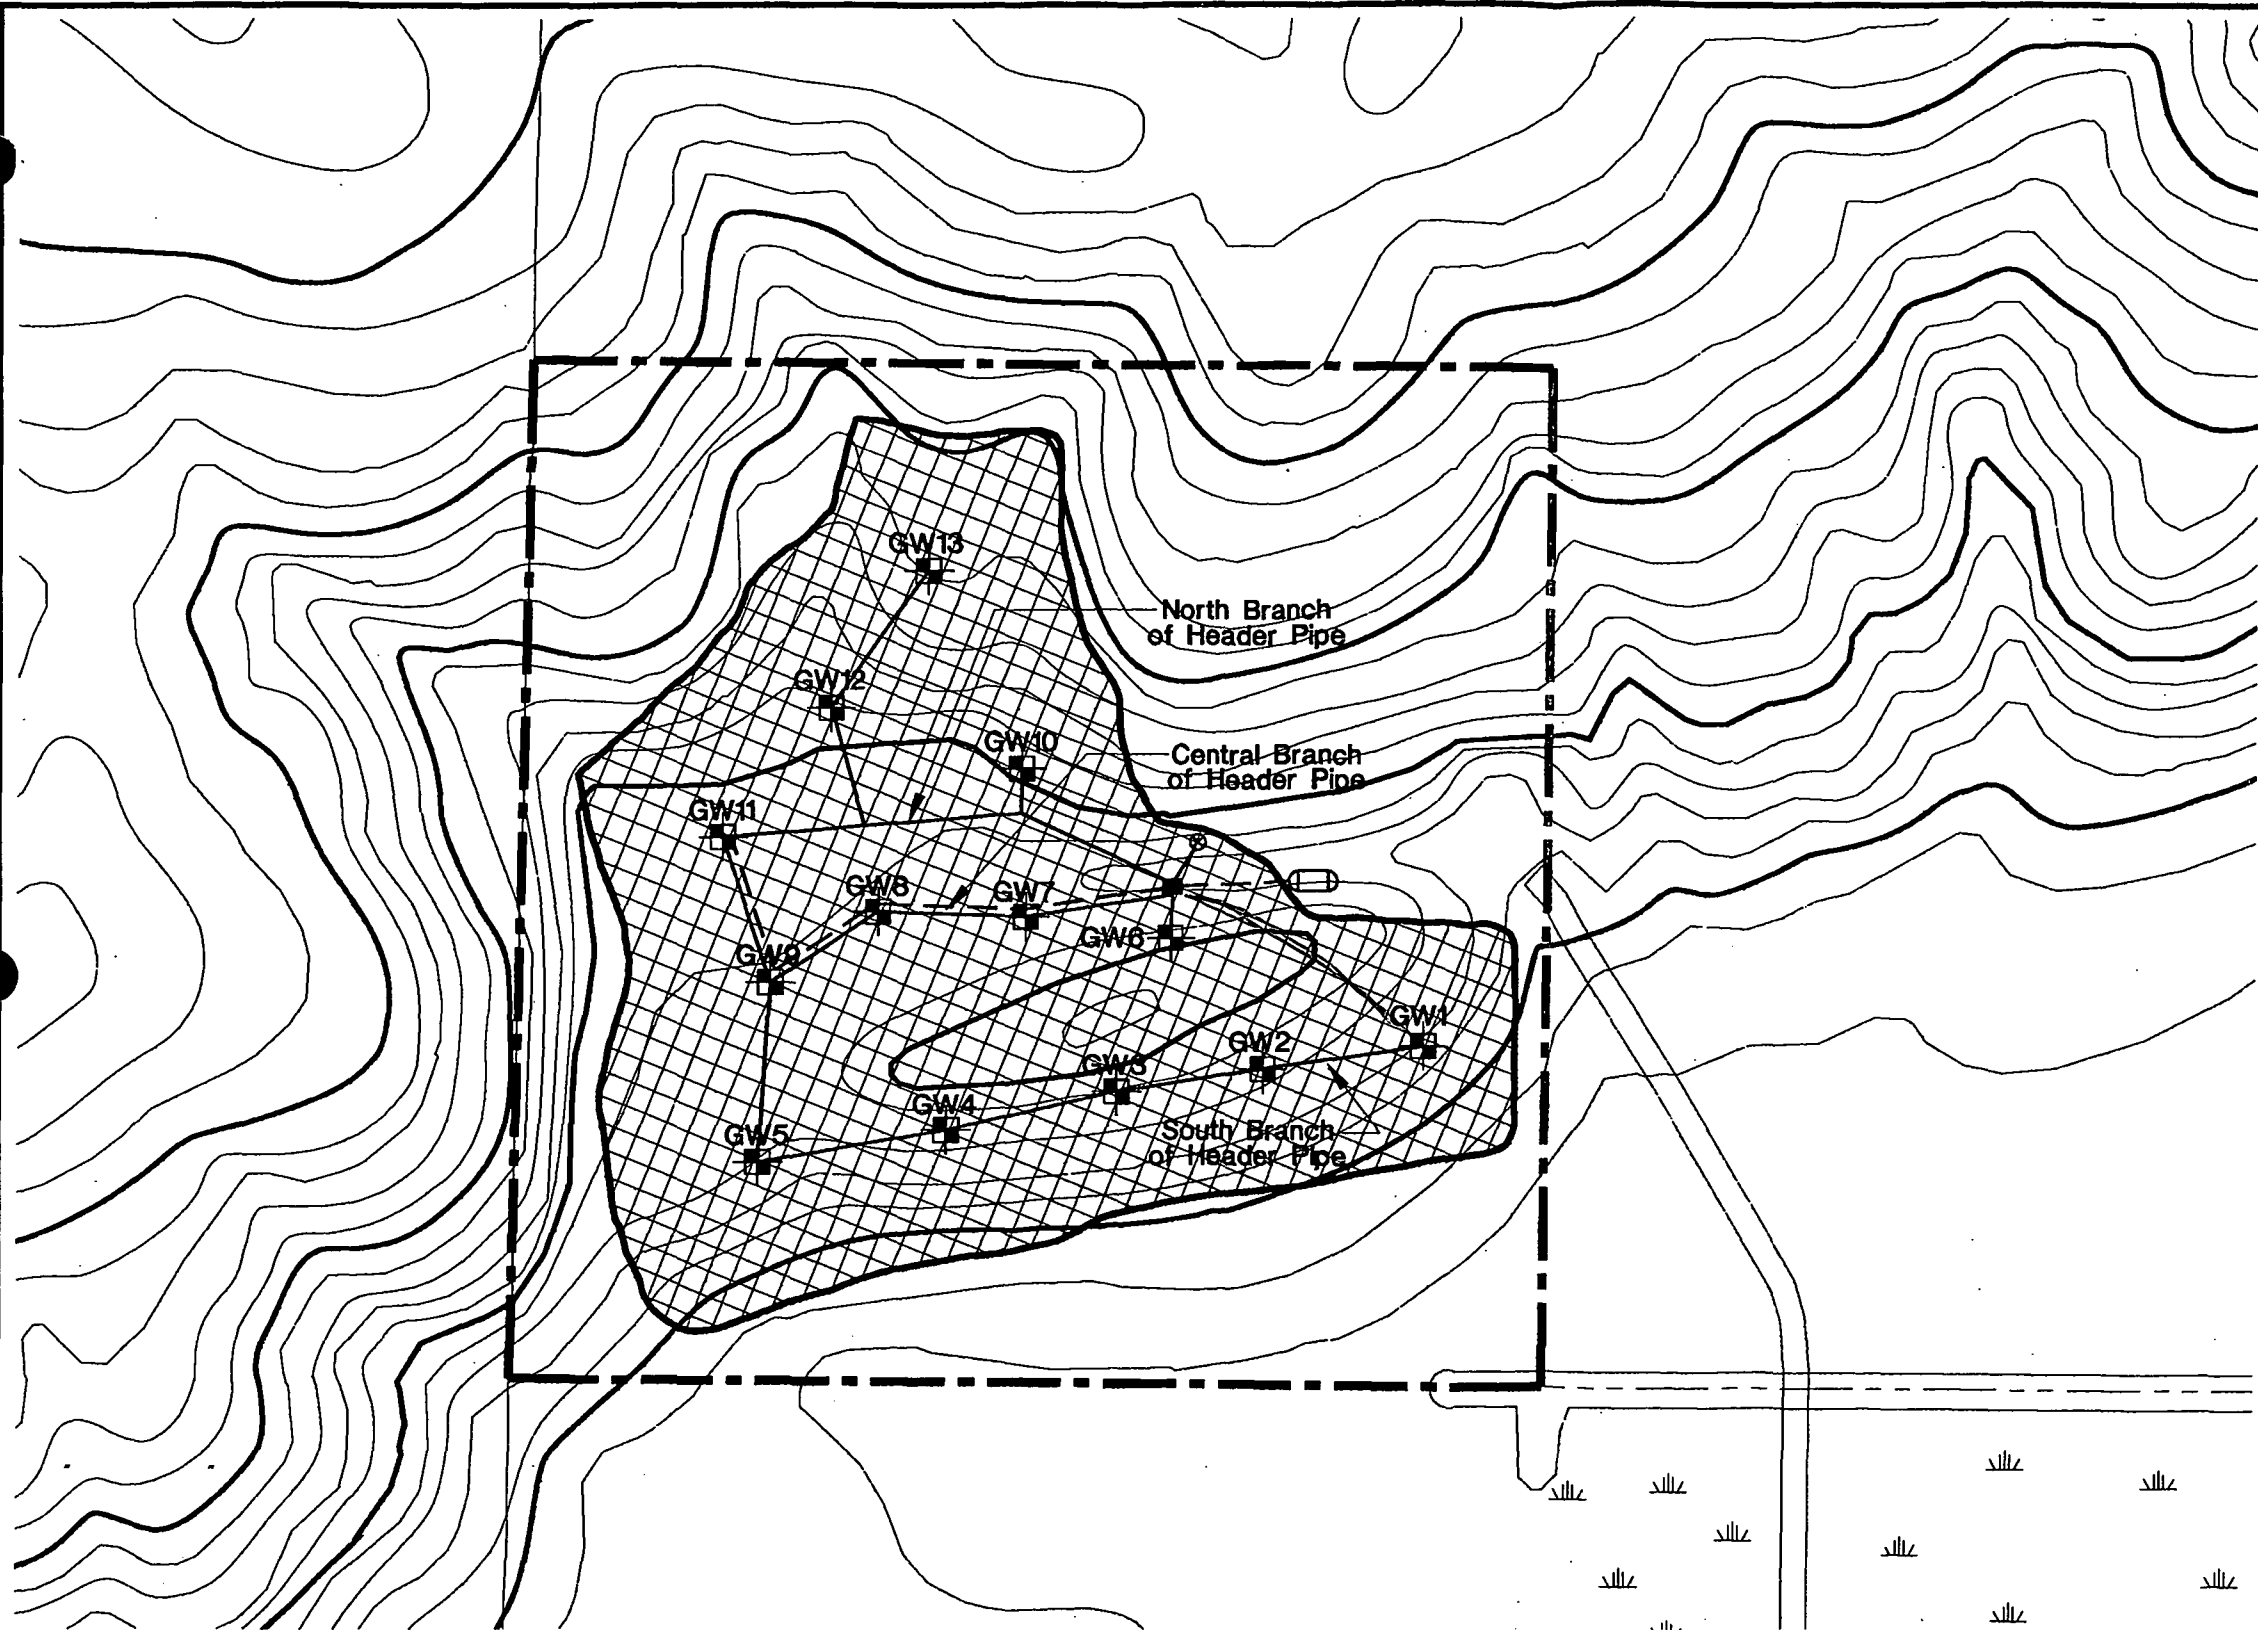 GW13
North Branch
of Header Pipe
GW12
GW10
Central Branch
of Header Pipe
GW11
GW8
GW7
GW6
GW9
GW1
GW2
GW3
GW4
GW5
South Branch
of Header Pipe